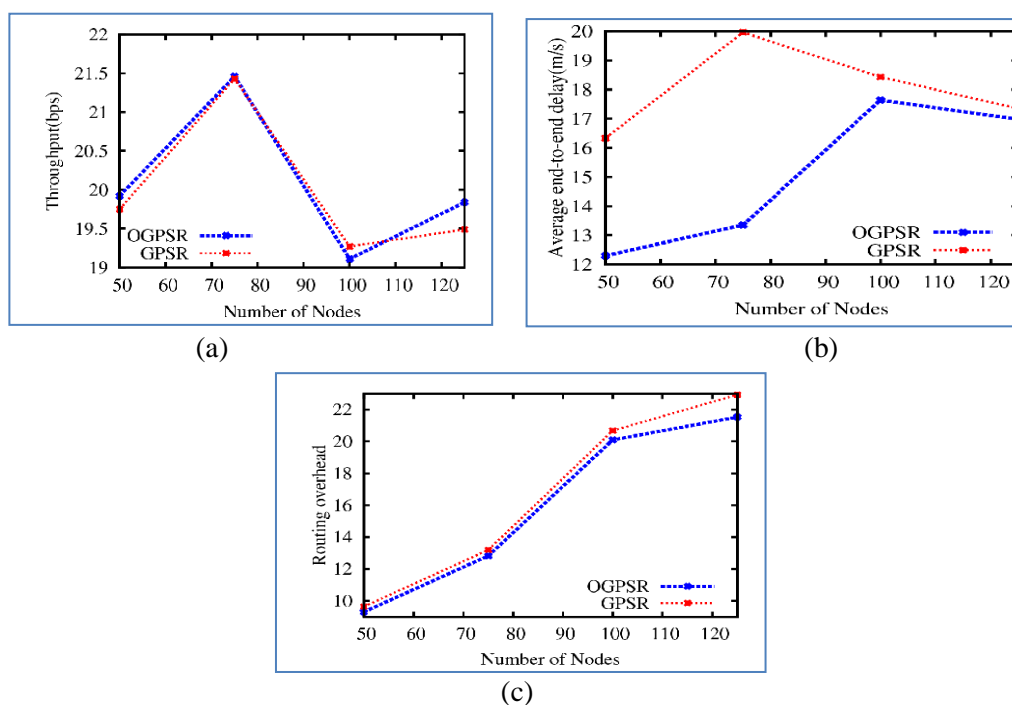 22
21.5
21
20.5
20
19.5
19
Throughput(bps)
OGPSR
GPSR
50 60 70 80 90 100 110 120
Number of Nodes
(a)
20
19
18
17
16
15
14
13
12
Average end-to-end delay(m/s)
OGPSR
GPSR
50 60 70 80 90 100 110 12
Number of Nodes
(b)
22
20
18
16
14
12
10
Routing overhead
OGPSR
GPSR
50 60 70 80 90 100 110 120
Number of Nodes
(c)